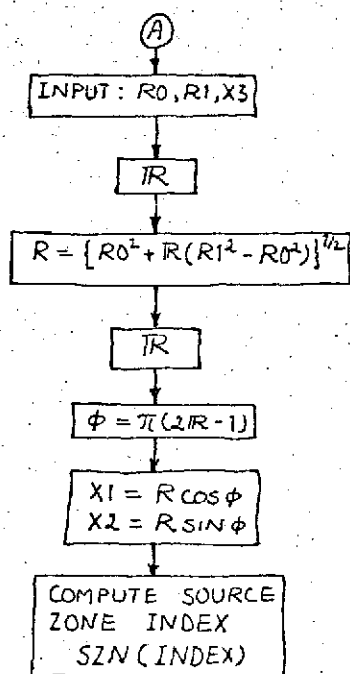 A
INPUT: R0, R1, X3
ℝ
R = {R0² + ℝ(R1² - R0²)}^1/2
ℝ
φ = π(2ℝ-1)
X1 = R COS φ
X2 = R SIN φ
COMPUTE SOURCE
ZONE INDEX
SZN(INDEX)